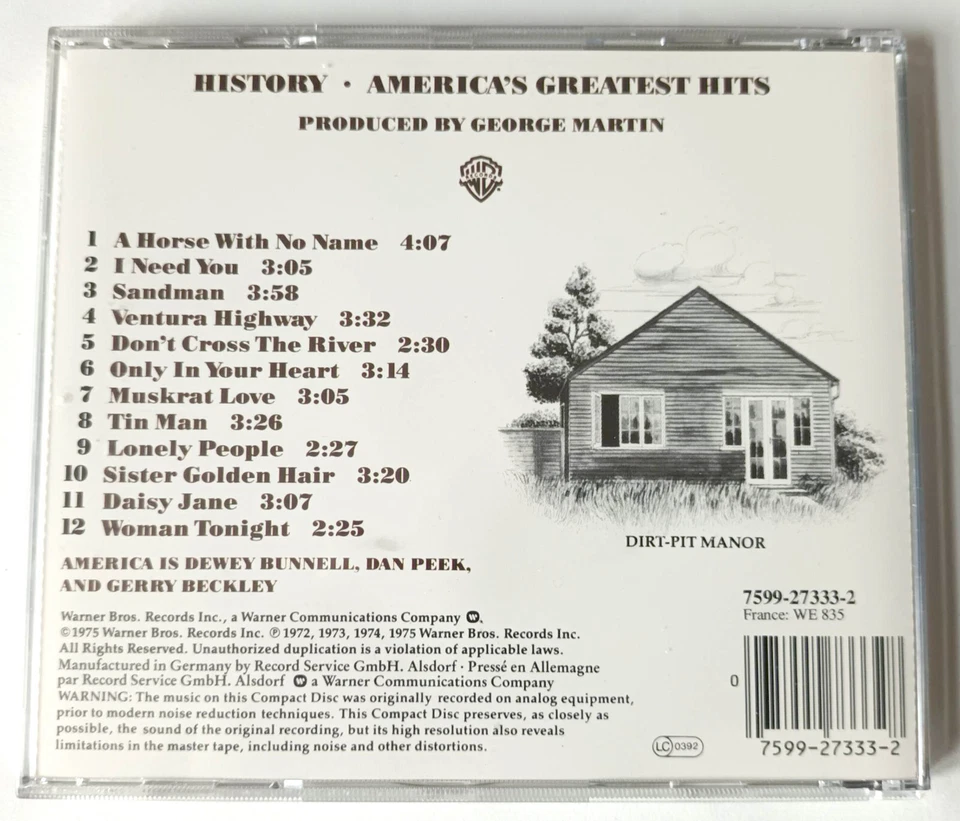 HISTORY • AMERICA'S GREATEST HITS
PRODUCED BY GEORGE MARTIN
WB
RECORDS
1 A Horse With No Name 4:07
2 I Need You 3:05
3 Sandman 3:58
4 Ventura Highway 3:32
5 Don't Cross The River 2:30
6 Only In Your Heart 3:14
7 Muskrat Love 3:05
8 Tin Man 3:26
9 Lonely People 2:27
10 Sister Golden Hair 3:20
11 Daisy Jane 3:07
12 Woman Tonight 2:25
DIRT-PIT MANOR
AMERICA IS DEWEY BUNNELL, DAN PEEK,
AND GERRY BECKLEY
Warner Bros. Records Inc., a Warner Communications Company W.
©1975 Warner Bros. Records Inc. ℗ 1972, 1973, 1974, 1975 Warner Bros. Records Inc.
All Rights Reserved. Unauthorized duplication is a violation of applicable laws.
Manufactured in Germany by Record Service GmbH. Alsdorf · Pressé en Allemagne
par Record Service GmbH. Alsdorf W a Warner Communications Company
WARNING: The music on this Compact Disc was originally recorded on analog equipment,
prior to modern noise reduction techniques. This Compact Disc preserves, as closely as
possible, the sound of the original recording, but its high resolution also reveals
limitations in the master tape, including noise and other distortions.
7599-27333-2
France: WE 835
0
7599-27333-2
LC 0392